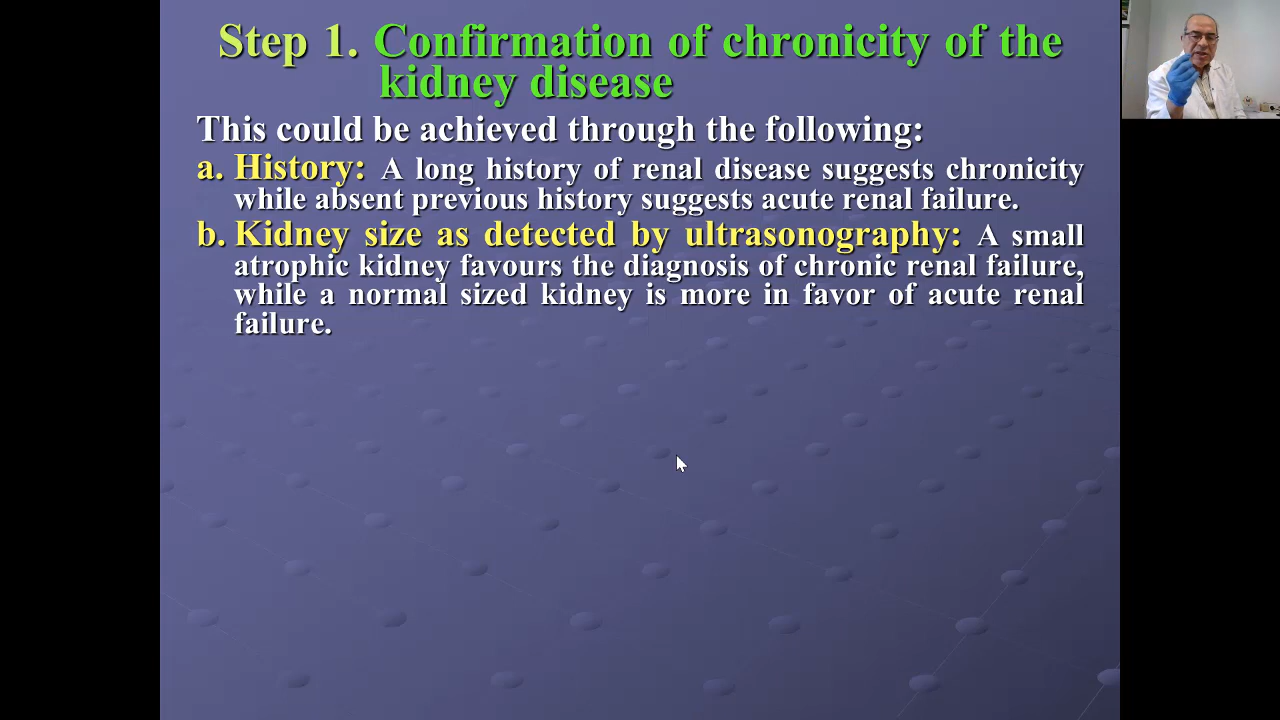 Step 1. Confirmation of chronicity of the
kidney disease
This could be achieved through the following:
a. History: A long history of renal disease suggests chronicity
while absent previous history suggests acute renal failure.
b. Kidney size as detected by ultrasonography: A small
atrophic kidney favours the diagnosis of chronic renal failure,
while a normal sized kidney is more in favor of acute renal
failure.